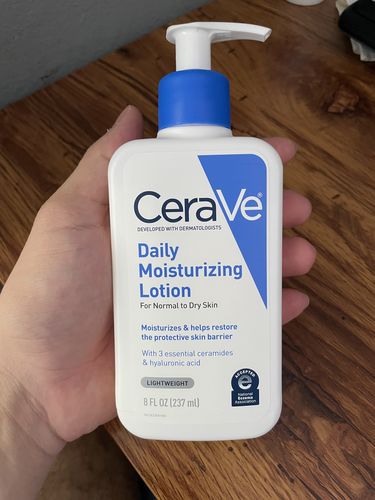 CeraVe®
DEVELOPED WITH DERMATOLOGISTS
Daily
Moisturizing
Lotion
For Normal to Dry Skin
Moisturizes & helps restore
the protective skin barrier
With 3 essential ceramides
& hyaluronic acid
LIGHTWEIGHT
8 FL OZ (237 ml)
ACCEPTED
e
National
Eczema
Association